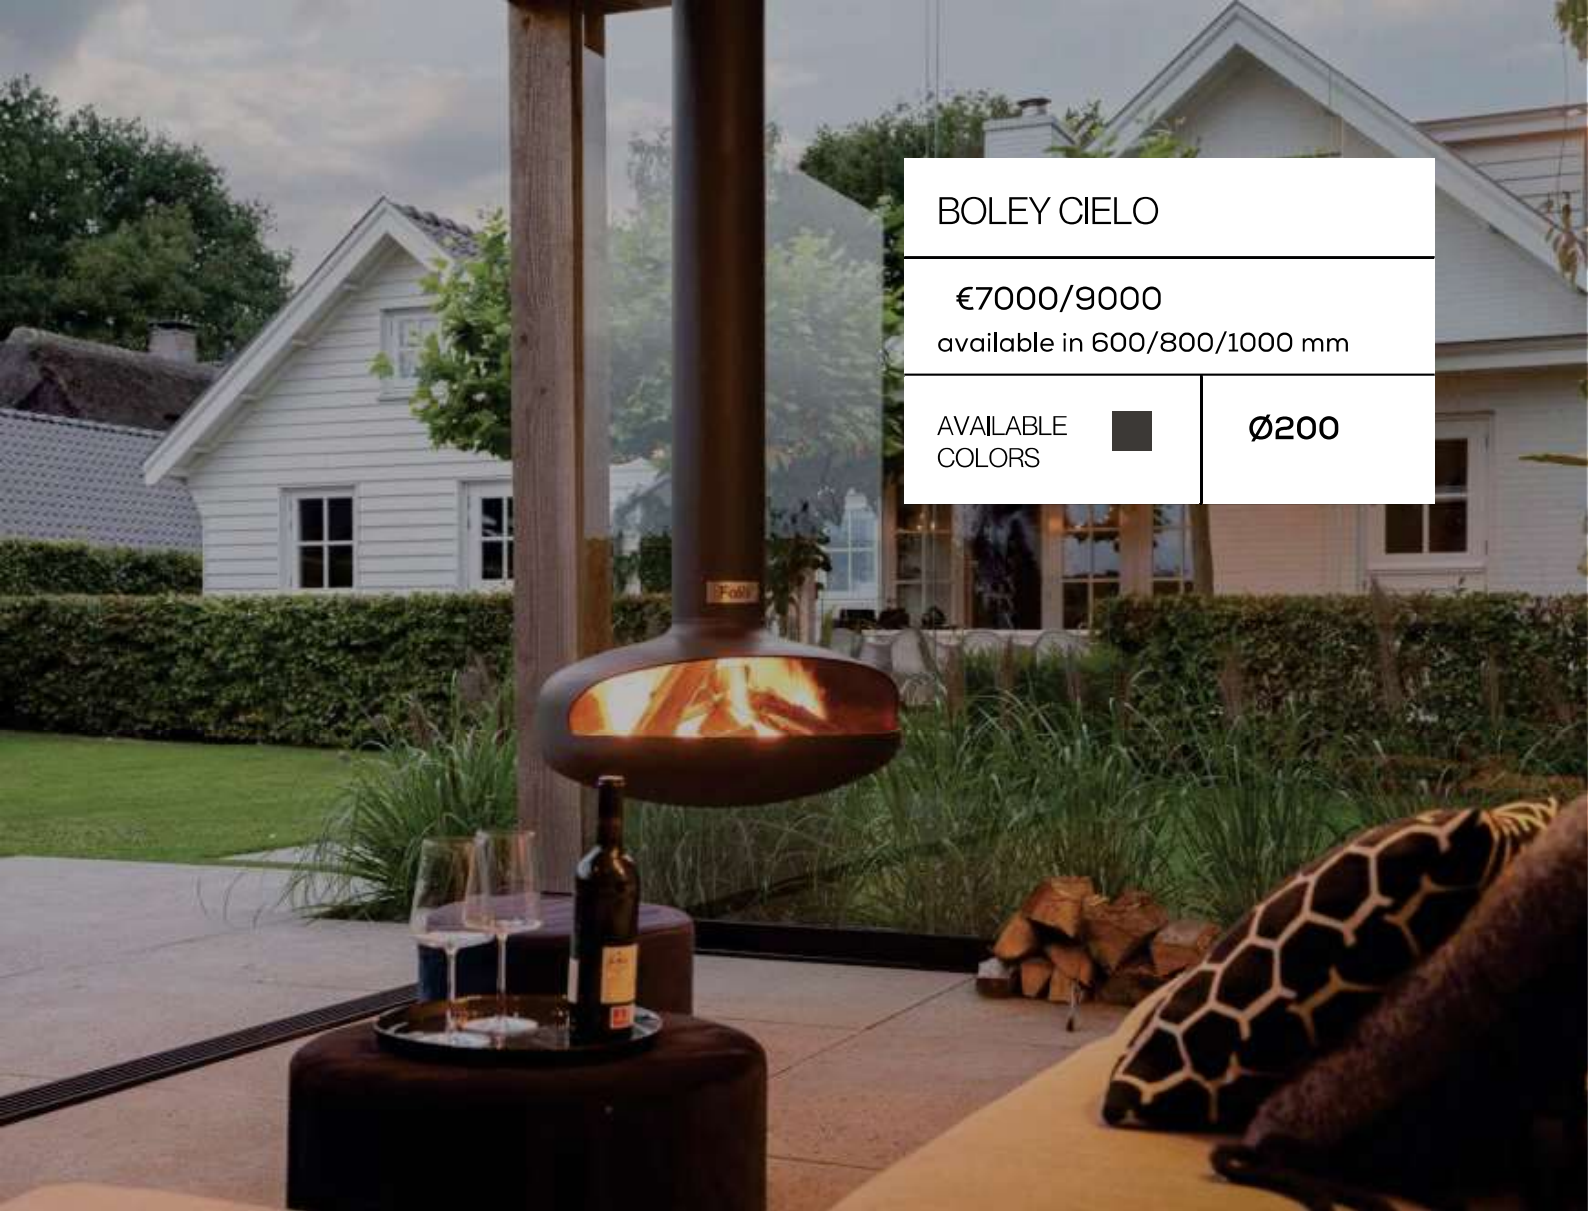 BOLEY CIELO
€7000/9000
available in 600/800/1000 mm
AVAILABLE
COLORS
Ø200